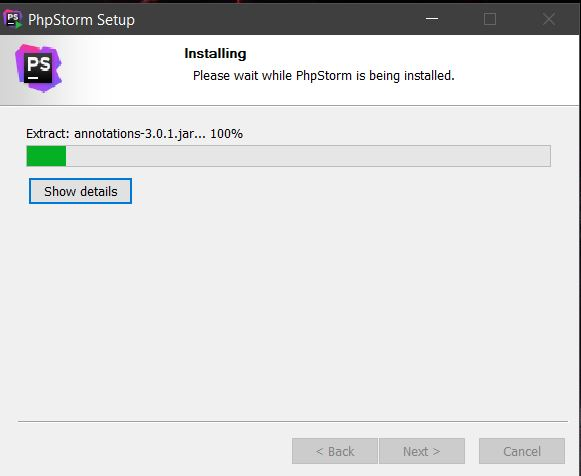 PS
PhpStorm Setup
PS
Installing
Please wait while PhpStorm is being installed.
Extract: annotations-3.0.1.jar... 100%
Show details
< Back
Next >
Cancel